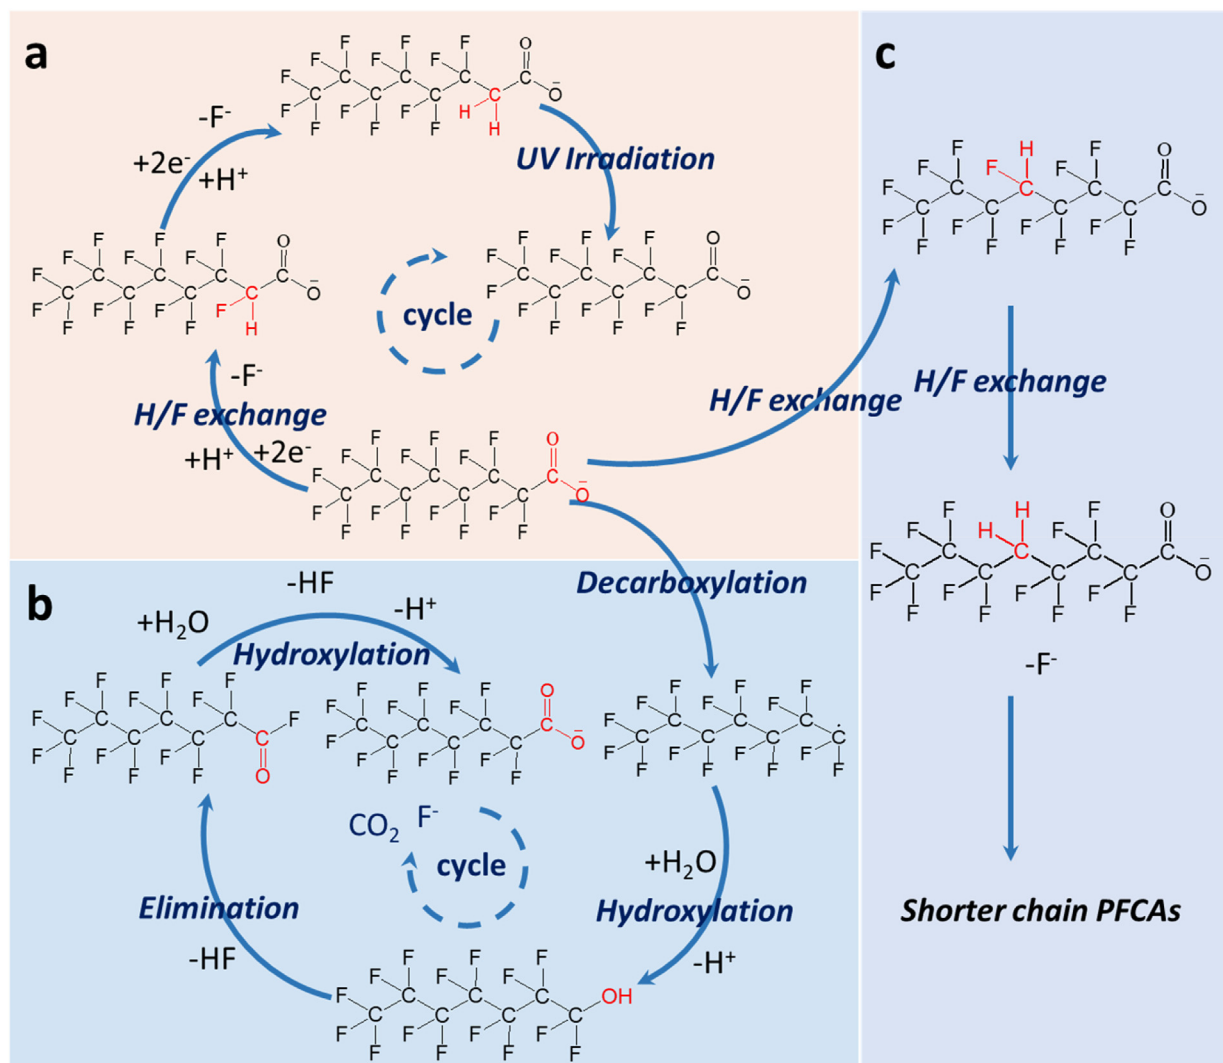 a
c
b
-F⁻
+2e⁻
+H⁺
UV Irradiation
cycle
-F⁻
H/F exchange
+H⁺ +2e⁻
H/F exchange
Decarboxylation
-HF
+H₂O
-H⁺
Hydroxylation
CO₂ F⁻
cycle
+H₂O
Elimination
Hydroxylation
-HF
-H⁺
OH
H/F exchange
-F⁻
Shorter chain PFCAs